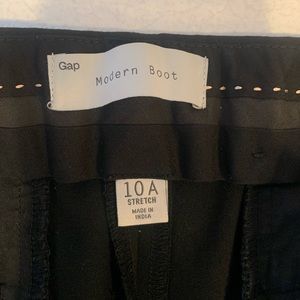 Gap
Modern Boot
10A
STRETCH
MADE IN
INDIA